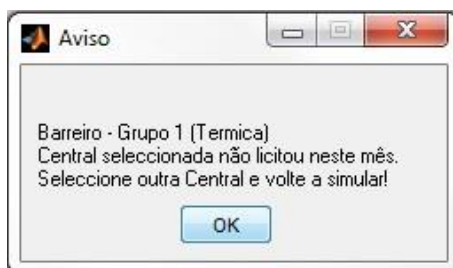 Aviso
Barreiro - Grupo 1 (Termica)
Central seleccionada não licitou neste mês.
Seleccione outra Central e volte a simular!
OK